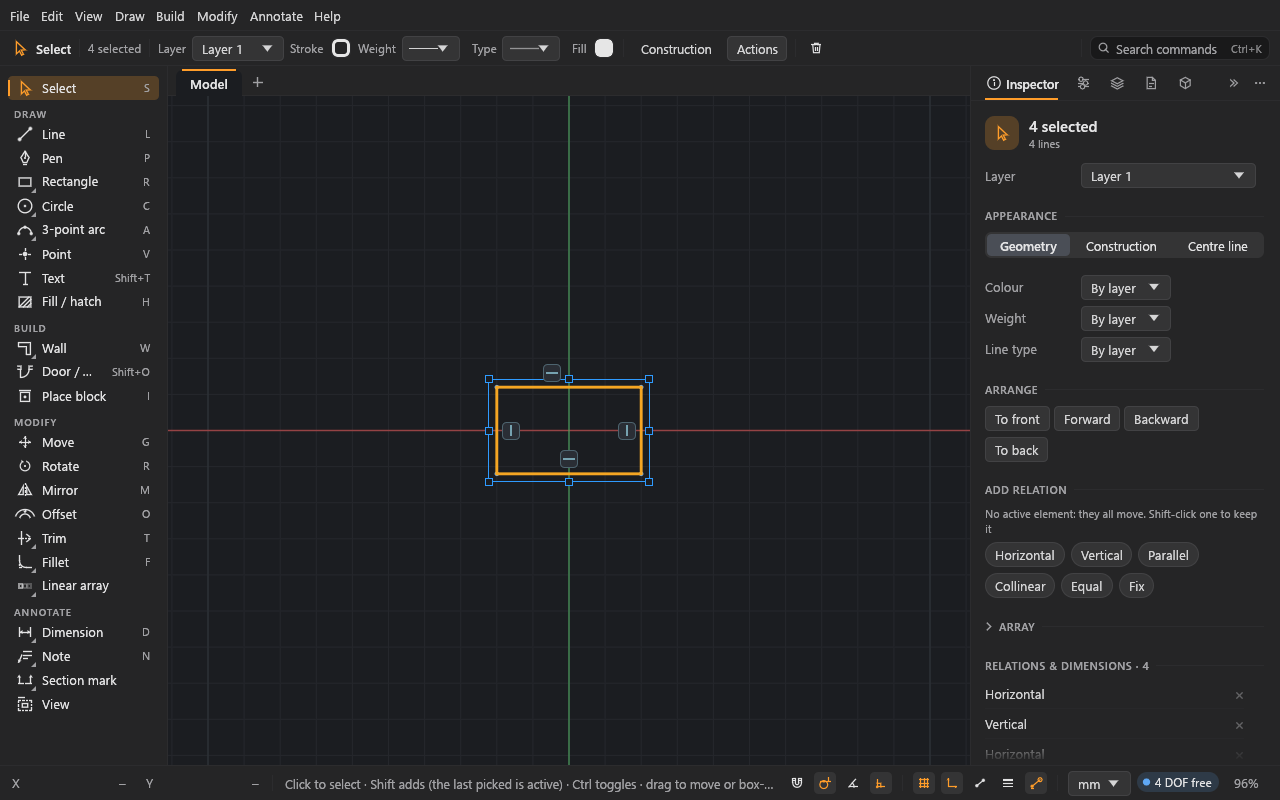 File Edit View Draw Build Modify Annotate Help
Select 4 selected Layer Layer 1 Stroke Weight Type Fill Construction Actions Search commands Ctrl+K
Select S
DRAW
Line L
Pen P
Rectangle R
Circle C
3-point arc A
Point V
Text Shift+T
Fill / hatch H
BUILD
Wall W
Door / ... Shift+O
Place block I
MODIFY
Move G
Rotate R
Mirror M
Offset O
Trim T
Fillet F
Linear array
ANNOTATE
Dimension D
Note N
Section mark
View
Model
Inspector
4 selected
4 lines
Layer Layer 1
APPEARANCE
Geometry Construction Centre line
Colour By layer
Weight By layer
Line type By layer
ARRANGE
To front Forward Backward
To back
ADD RELATION
No active element: they all move. Shift-click one to keep
it
Horizontal Vertical Parallel
Collinear Equal Fix
ARRAY
RELATIONS & DIMENSIONS · 4
Horizontal
Vertical
Horizontal
X – Y – Click to select · Shift adds (the last picked is active) · Ctrl toggles · drag to move or box-... mm 4 DOF free 96%